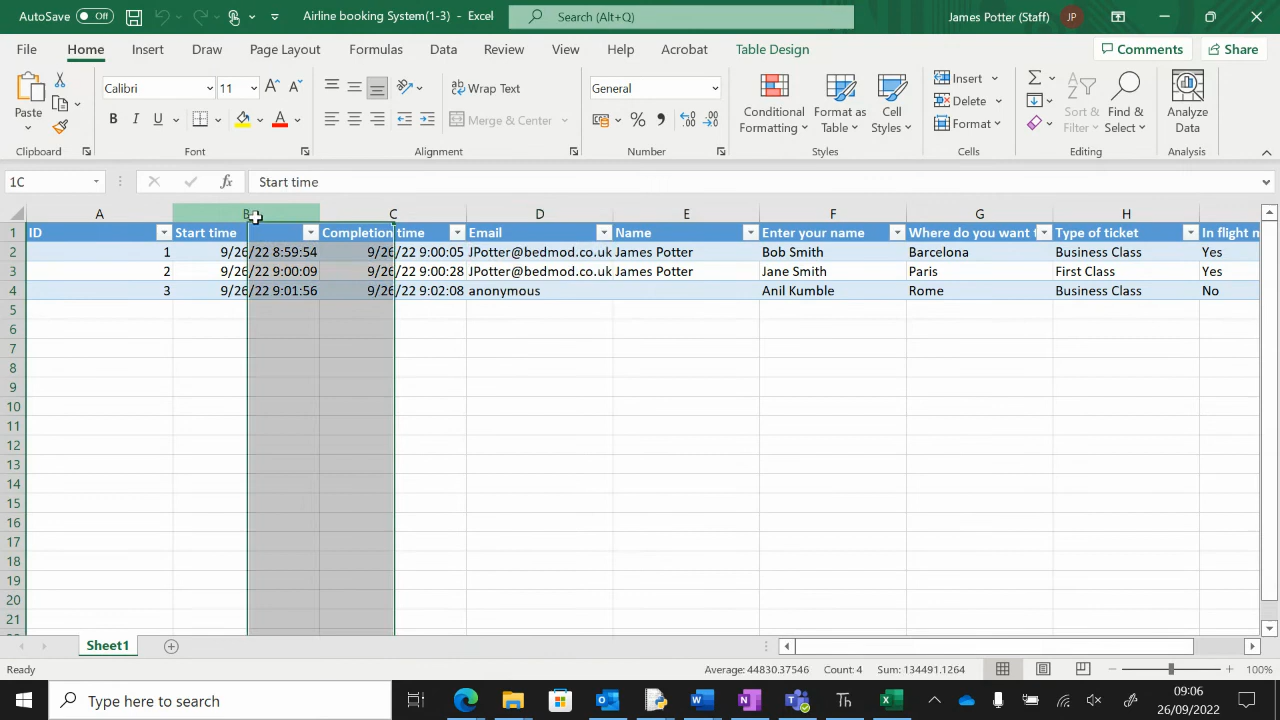 AutoSave Off Airline booking System(1-3) - Excel Search (Alt+Q) James Potter (Staff) JP
File Home Insert Draw Page Layout Formulas Data Review View Help Acrobat Table Design Comments Share
Paste Calibri 11 A A ab Wrap Text General Conditional Formatting Format as Table Cell Styles Insert Delete Format Sort & Filter Find & Select Analyze Data
B I U A Merge & Center % ,
Clipboard Font Alignment Number Styles Cells Editing Analysis
1C fx Start time
A B C D E F G H
1 ID Start time Completion time Email Name Enter your name Where do you want t Type of ticket In flight n
2 1 9/26/22 8:59:54 9/26/22 9:00:05 JPotter@bedmod.co.uk James Potter Bob Smith Barcelona Business Class Yes
3 2 9/26/22 9:00:09 9/26/22 9:00:28 JPotter@bedmod.co.uk James Potter Jane Smith Paris First Class Yes
4 3 9/26/22 9:01:56 9/26/22 9:02:08 anonymous Anil Kumble Rome Business Class No
5
6
7
8
9
10
11
12
13
14
15
16
17
18
19
20
21
Sheet1
Ready Average: 44830.37546 Count: 4 Sum: 134491.1264 100%
Type here to search Th 09:06
26/09/2022